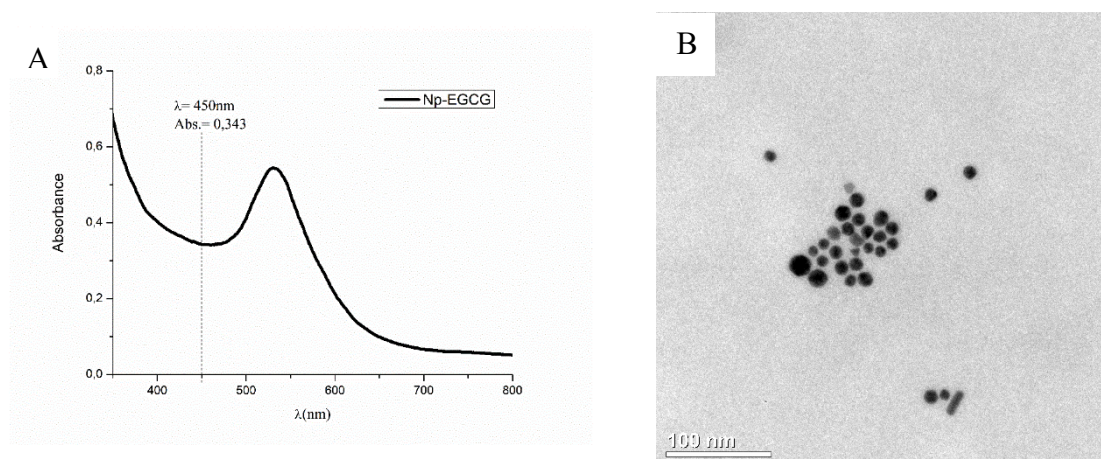 A
B
0,8
0,6
0,4
0,2
0,0
Absorbance
λ= 450nm
Abs.= 0,343
Np-EGCG
400
500
600
700
800
λ(nm)
100 nm